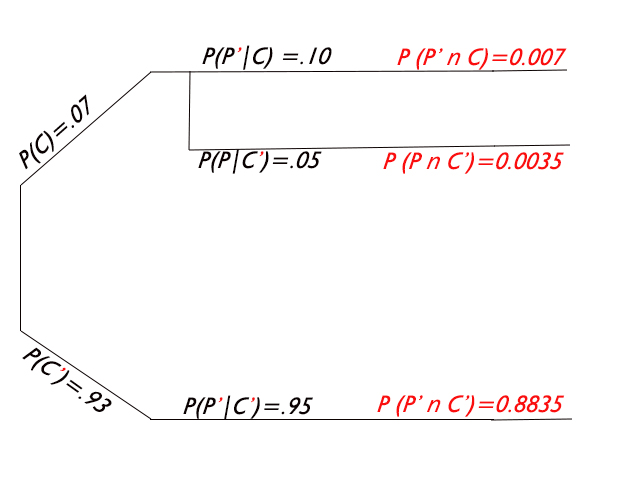 P(P’|C) =.10 P (P’ n C)=0.007
P(C)=.07
P(P|C’)=.05 P (P n C’)=0.0035
P(C’)=.93
P(P’|C’)=.95 P (P’ n C’)=0.8835